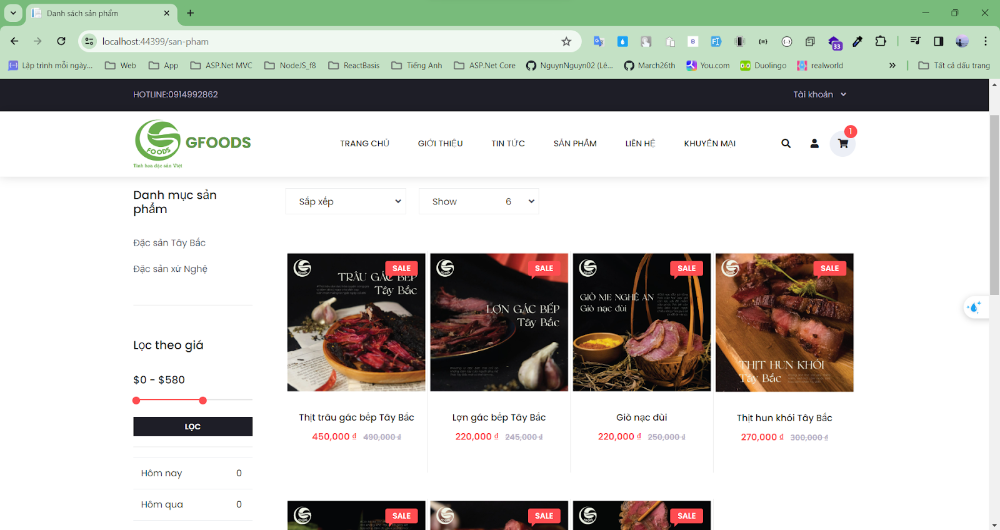 Danh sách sản phẩm
localhost:44399/san-pham
33
Lập trình mỗi ngày...
Web
App
ASP.Net MVC
NodeJS_f8
ReactBasis
Tiếng Anh
ASP.Net Core
NguynNguyn02 (Lê...
March26th
You.com
Duolingo
realworld
Tất cả dấu trang
HOTLINE:0914992862
Tài khoản
FOODS
Tinh hoa đặc sản Việt
GFOODS
TRANG CHỦ
GIỚI THIỆU
TIN TỨC
SẢN PHẨM
LIÊN HỆ
KHUYẾN MẠI
1
Danh mục sản
phẩm
Đặc sản Tây Bắc
Đặc sản xứ Nghệ
Lọc theo giá
$0 - $580
LỌC
Hôm nay 0
Hôm qua 0
Sắp xếp
Show 6
SALE
TRÂU GÁC BẾP
Tây Bắc
Thịt trâu gác bếp Tây Bắc
450,000 ₫ 490,000 ₫
SALE
LỢN GÁC BẾP
Tây Bắc
Lợn gác bếp Tây Bắc
220,000 ₫ 245,000 ₫
SALE
GIÒ ME NGHỆ AN
Giò nạc đùi
Giò nạc đùi
220,000 ₫ 250,000 ₫
SALE
THỊT HUN KHÓI
Tây Bắc
Thịt hun khói Tây Bắc
270,000 ₫ 300,000 ₫
SALE
SALE
SALE